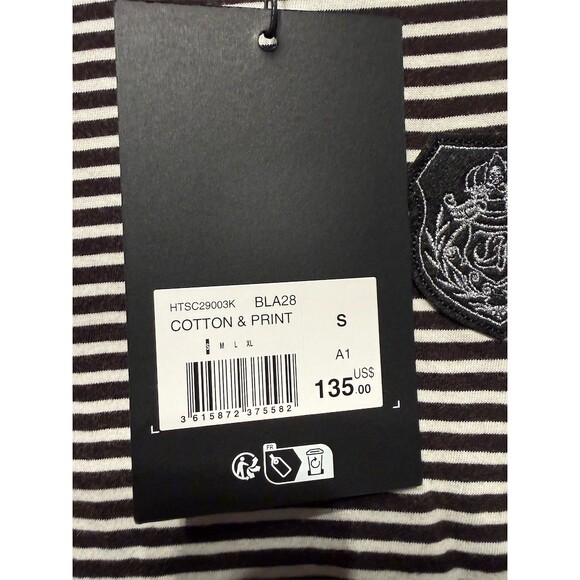 HTSC29003K BLA28
COTTON & PRINT
S
S M L XL
A1
135.00 US$
3 615872 375582
FR